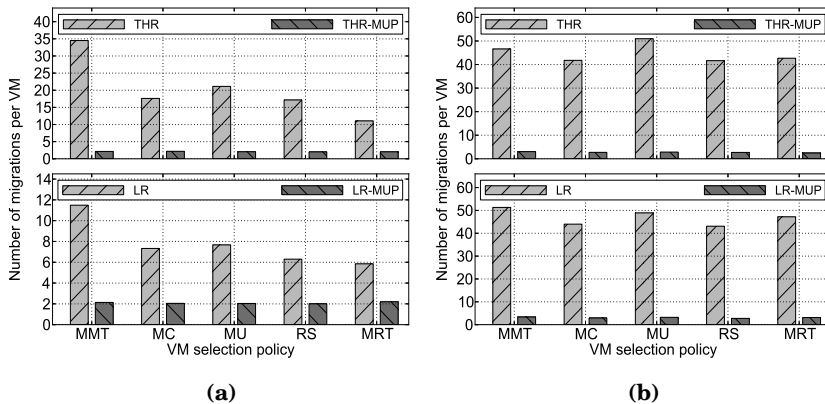 Number of migrations per VM
THR
THR-MUP
40
35
30
25
20
15
10
5
0
LR
LR-MUP
14
12
10
8
6
4
2
0
MMT
MC
MU
RS
MRT
VM selection policy
(a)
Number of migrations per VM
THR
THR-MUP
60
50
40
30
20
10
0
LR
LR-MUP
60
50
40
30
20
10
0
MMT
MC
MU
RS
MRT
VM selection policy
(b)